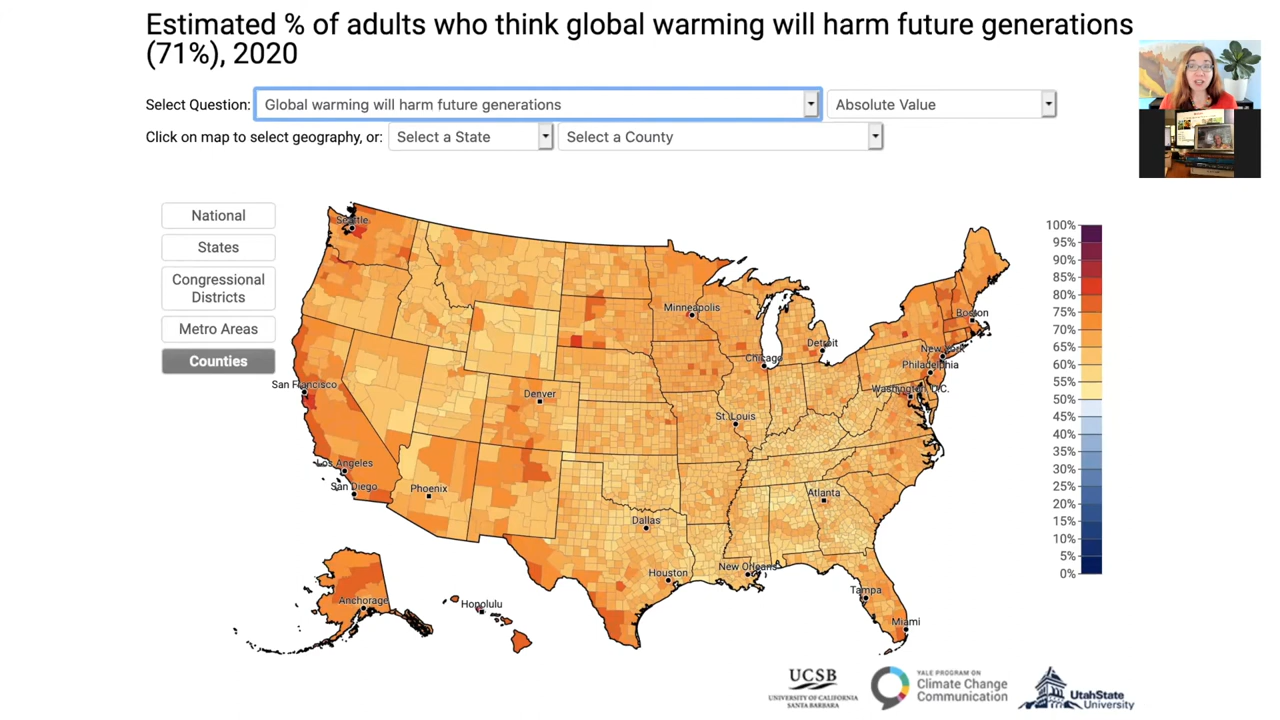 Estimated % of adults who think global warming will harm future generations
(71%), 2020
Select Question:
Global warming will harm future generations
Absolute Value
Click on map to select geography, or:
Select a State
Select a County
National
States
Congressional
Districts
Metro Areas
Counties
Seattle
Minneapolis
Boston
Detroit
New York
Chicago
Philadelphia
San Francisco
Washington, D.C.
Denver
St. Louis
Los Angeles
San Diego
Phoenix
Atlanta
Dallas
Houston
New Orleans
Tampa
Anchorage
Honolulu
Miami
100%
95%
90%
85%
80%
75%
70%
65%
60%
55%
50%
45%
40%
35%
30%
25%
20%
15%
10%
5%
0%
UCSB
UNIVERSITY OF CALIFORNIA
SANTA BARBARA
YALE PROGRAM ON
Climate Change
Communication
UtahState
University